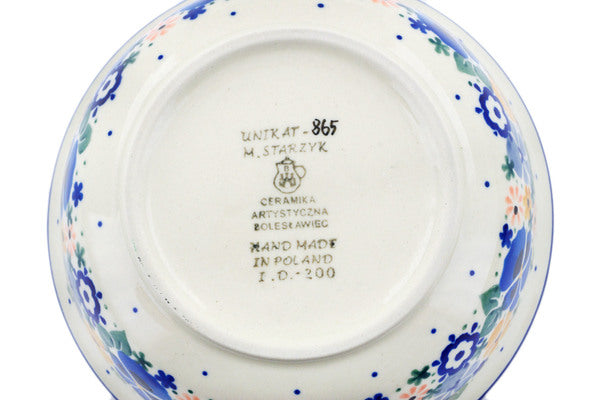 UNIKAT-865
M. STARZYK
B
CERAMIKA
ARTYSTYCZNA
BOLESŁAWIEC
HAND MADE
IN POLAND
I.D.-200